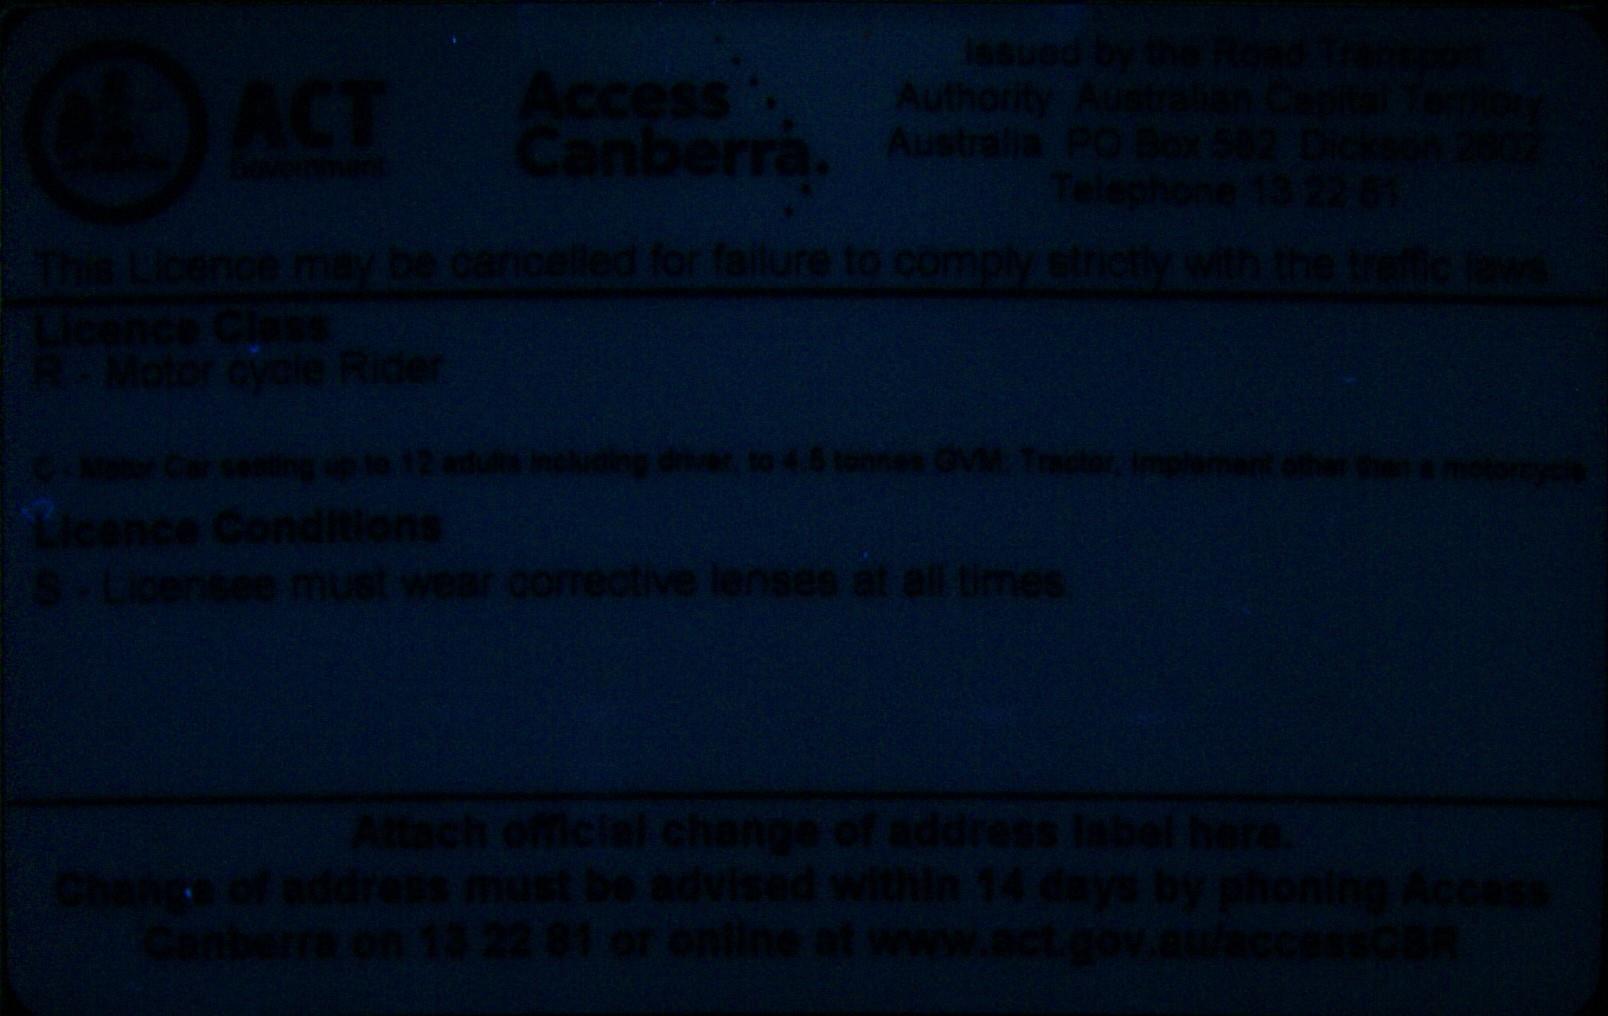 ACT
Government
Access
Canberra.
Issued by the Road Transport
Authority Australian Capital Territory
Australia PO Box 582 Dickson 2602
Telephone 13 22 81
This Licence may be cancelled for failure to comply strictly with the traffic laws
Licence Class
R - Motor cycle Rider
C - Motor Car seating up to 12 adults including driver, to 4.5 tonnes GVM; Tractor, Implement other than a motorcycle
Licence Conditions
S - Licensee must wear corrective lenses at all times
Attach official change of address label here.
Change of address must be advised within 14 days by phoning Access
Canberra on 13 22 81 or online at www.act.gov.au/accessCBR